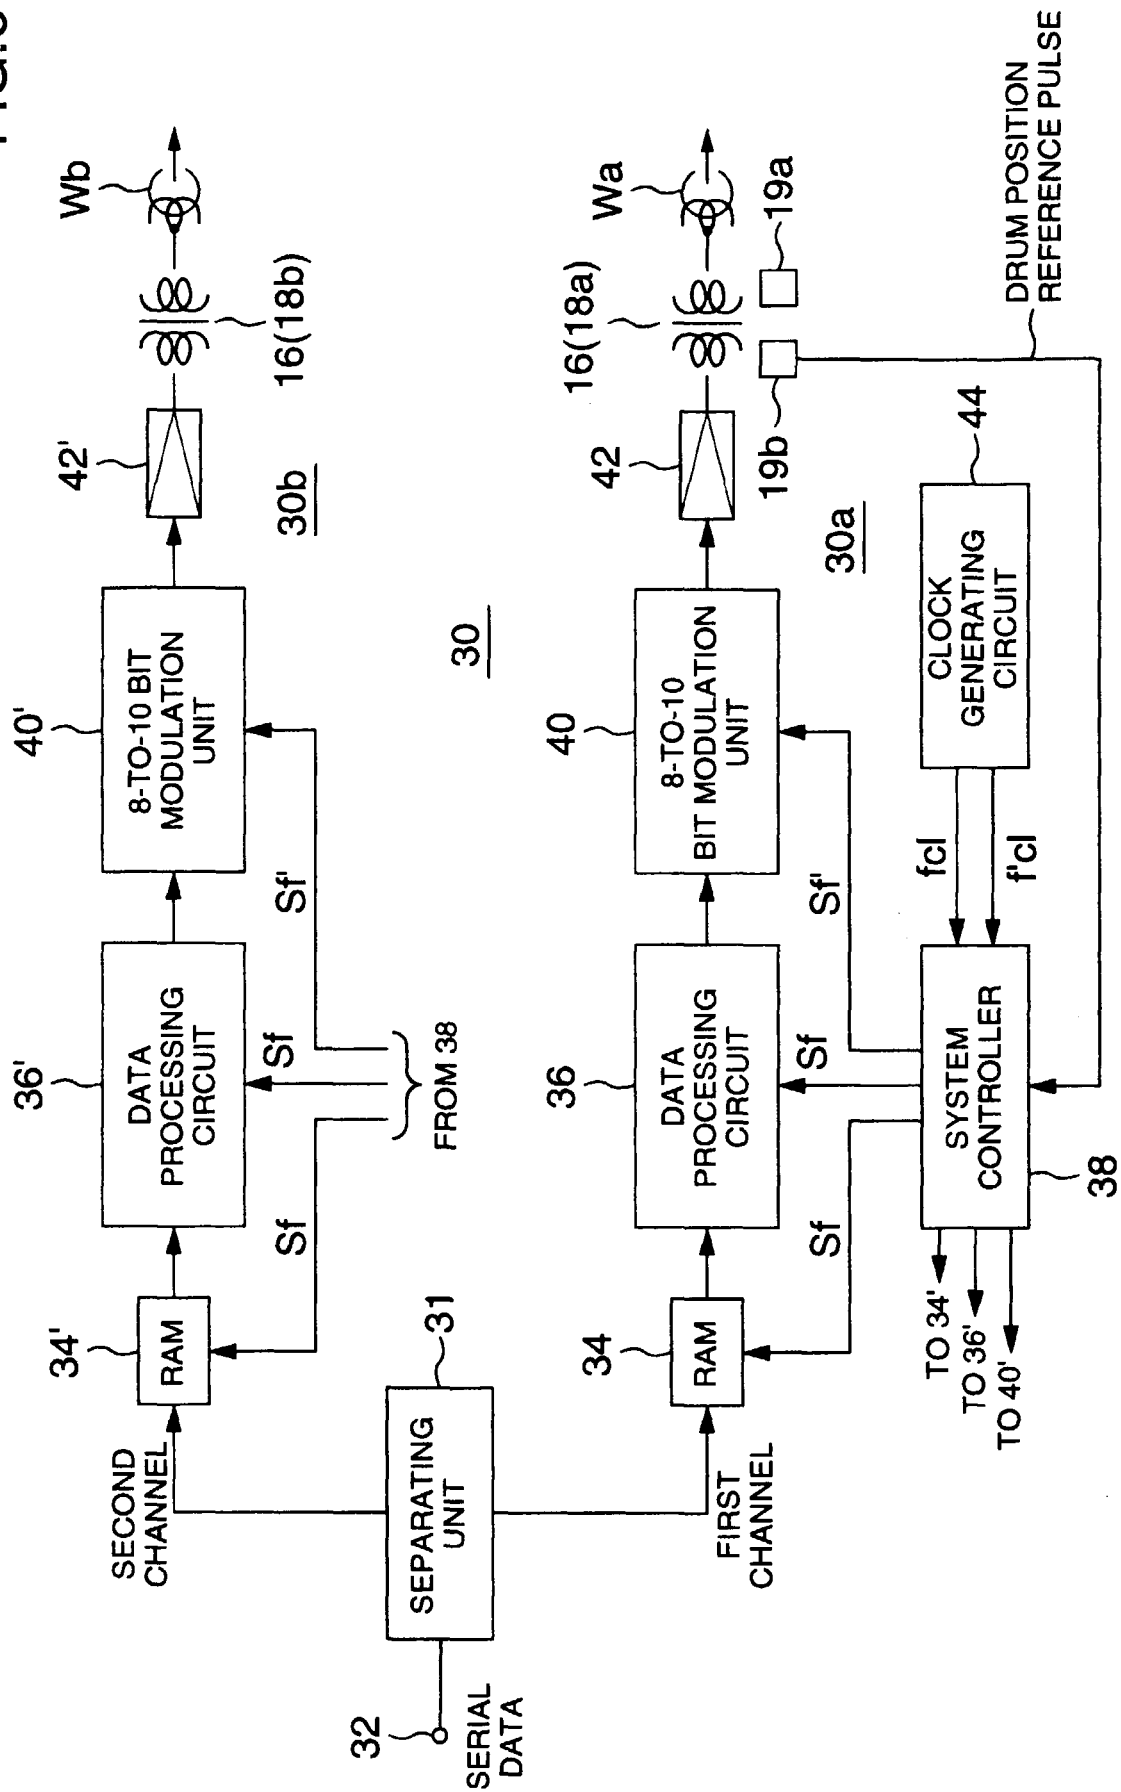 SECOND
CHANNEL
34'
RAM
Sf
36'
DATA
PROCESSING
CIRCUIT
Sf
FROM 38
Sf'
40'
8-TO-10 BIT
MODULATION
UNIT
42'
30b
16(18b)
Wb
32
SERIAL
DATA
31
SEPARATING
UNIT
30
FIRST
CHANNEL
34
RAM
Sf
36
DATA
PROCESSING
CIRCUIT
Sf
Sf'
40
8-TO-10
BIT MODULATION
UNIT
42
30a
16(18a)
Wa
19b
19a
TO 34'
TO 36'
TO 40'
SYSTEM
CONTROLLER
38
fcl
f'cl
CLOCK
GENERATING
CIRCUIT
44
DRUM POSITION
REFERENCE PULSE